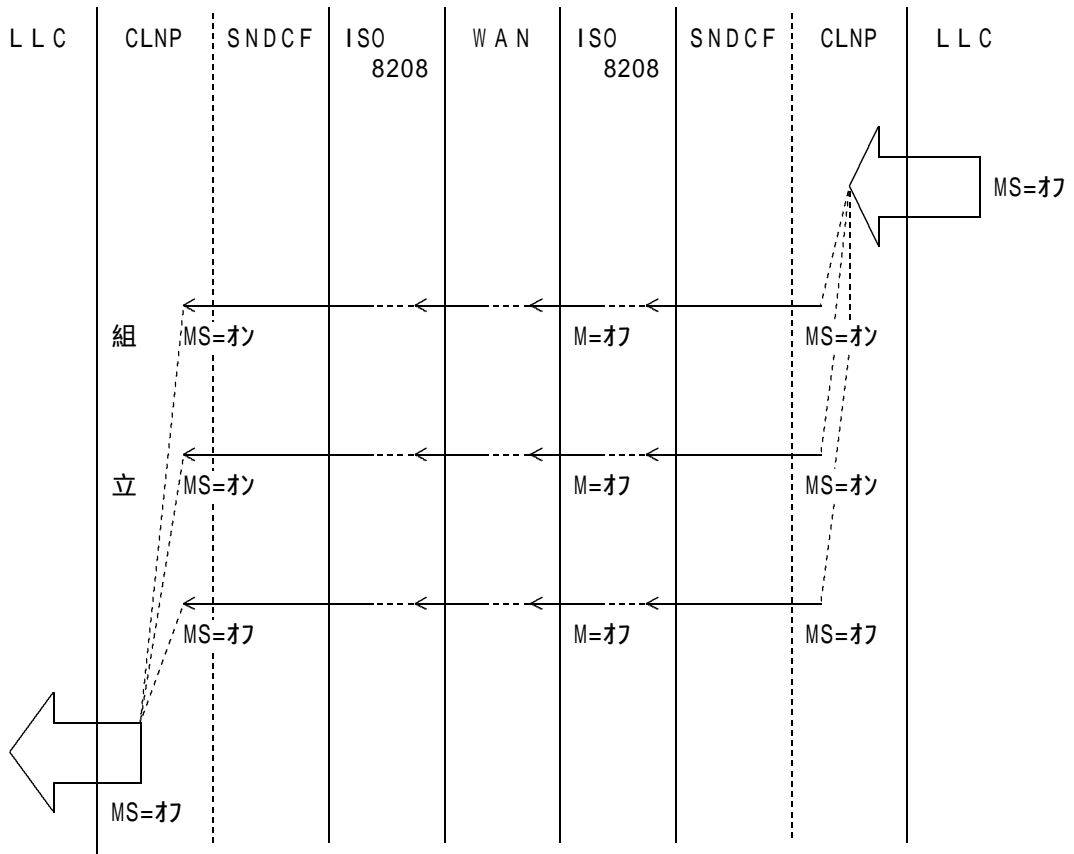 LLC CLNP SNDCF ISO 8208 WAN ISO 8208 SNDCF CLNP LLC
MS=オフ
組 MS=オン M=オフ MS=オン
立 MS=オン M=オフ MS=オン
MS=オフ M=オフ MS=オフ
MS=オフ